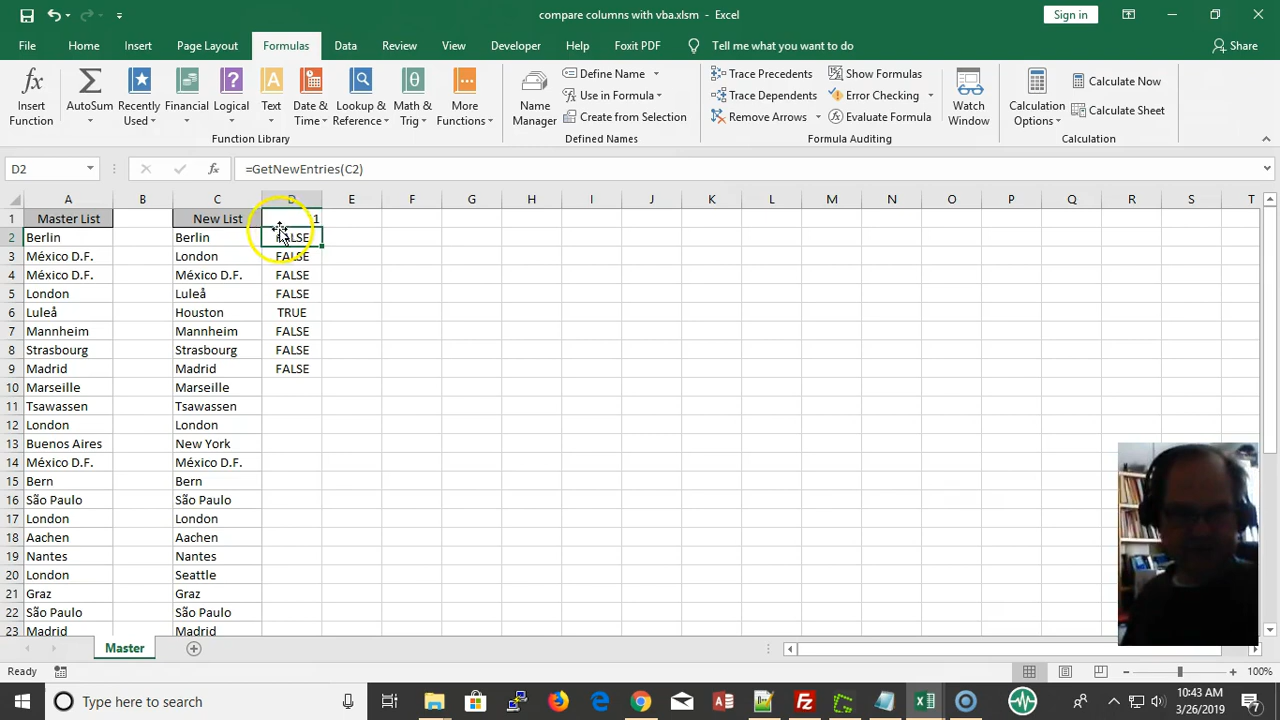 compare columns with vba.xlsm - Excel
Sign in
File Home Insert Page Layout Formulas Data Review View Developer Help Foxit PDF Tell me what you want to do Share
Insert Function
AutoSum
Recently Used
Financial
Logical
Text
Date & Time
Lookup & Reference
Math & Trig
More Functions
Function Library
Name Manager
Define Name
Use in Formula
Create from Selection
Defined Names
Trace Precedents
Trace Dependents
Remove Arrows
Show Formulas
Error Checking
Evaluate Formula
Formula Auditing
Watch Window
Calculation Options
Calculate Now
Calculate Sheet
Calculation
D2 fx =GetNewEntries(C2)
A B C D E F G H I J K L M N O P Q R S T
1 Master List New List 1
2 Berlin Berlin FALSE
3 México D.F. London FALSE
4 México D.F. México D.F. FALSE
5 London Luleå FALSE
6 Luleå Houston TRUE
7 Mannheim Mannheim FALSE
8 Strasbourg Strasbourg FALSE
9 Madrid Madrid FALSE
10 Marseille Marseille
11 Tsawassen Tsawassen
12 London London
13 Buenos Aires New York
14 México D.F. México D.F.
15 Bern Bern
16 São Paulo São Paulo
17 London London
18 Aachen Aachen
19 Nantes Nantes
20 London Seattle
21 Graz Graz
22 São Paulo São Paulo
23 Madrid Madrid
Master
Ready
100%
Type here to search
10:43 AM
3/26/2019
7